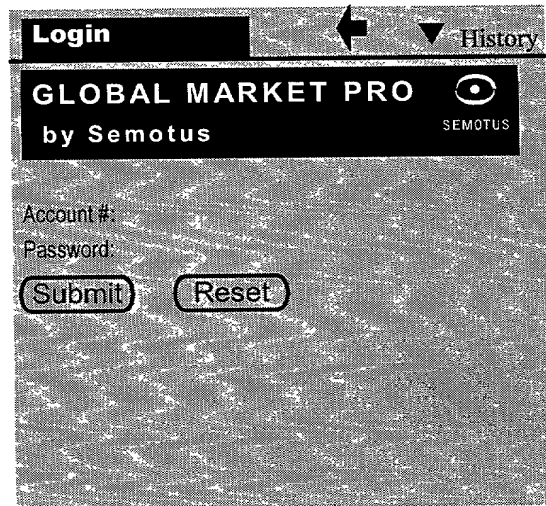 Login
History
GLOBAL MARKET PRO
by Semotus
SEMOTUS
Account #:
Password:
Submit Reset